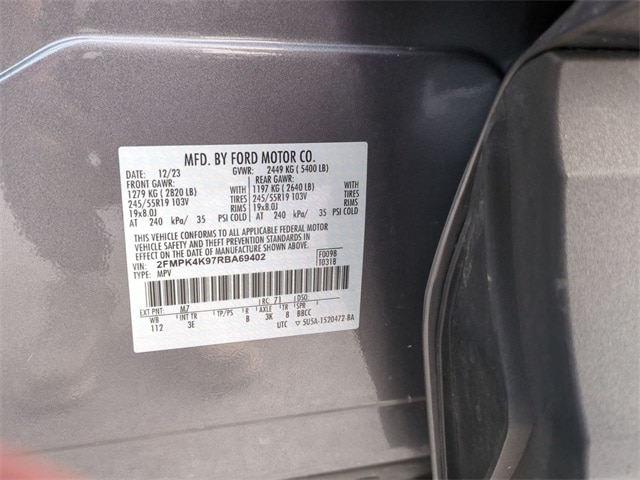 MFD. BY FORD MOTOR CO.
DATE: 12/23 GVWR: 2449 KG ( 5400 LB)
FRONT GAWR: REAR GAWR:
1279 KG ( 2820 LB) WITH 1197 KG ( 2640 LB) WITH
245/55R19 103V TIRES 245/55R19 103V TIRES
19x8.0J RIMS 19x8.0J RIMS
AT 240 kPa/ 35 PSI COLD AT 240 kPa/ 35 PSI COLD
THIS VEHICLE CONFORMS TO ALL APPLICABLE FEDERAL MOTOR
VEHICLE SAFETY AND THEFT PREVENTION STANDARDS IN
EFFECT ON THE DATE OF MANUFACTURE SHOWN ABOVE.
VIN: 2FMPK4K97RBA69402 F0098
TYPE: MPV 10318
EXT PNT: M7 RC: 71 DSO:
WB INT TR TP/PS R AXLE TR SPR
112 3E B 3K 8 BBCC
UTC 5U5A-1520472-BA